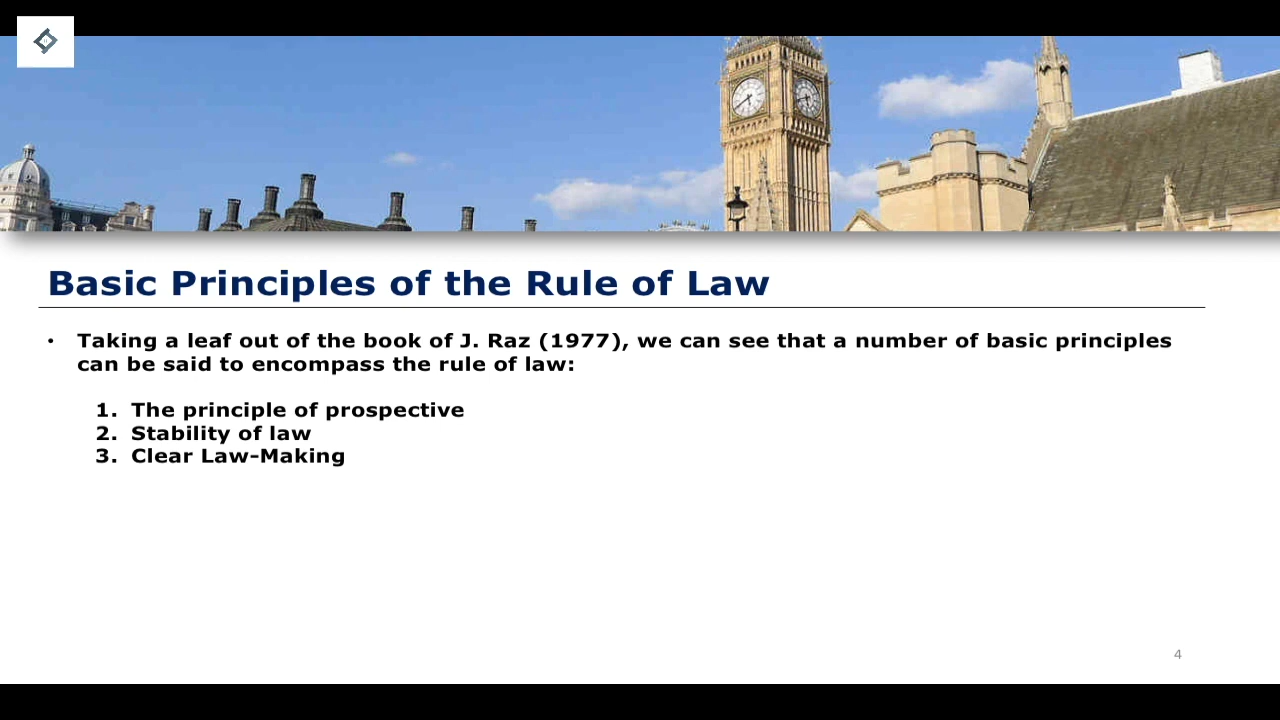 Basic Principles of the Rule of Law
• Taking a leaf out of the book of J. Raz (1977), we can see that a number of basic principles
can be said to encompass the rule of law:
1. The principle of prospective
2. Stability of law
3. Clear Law-Making
4